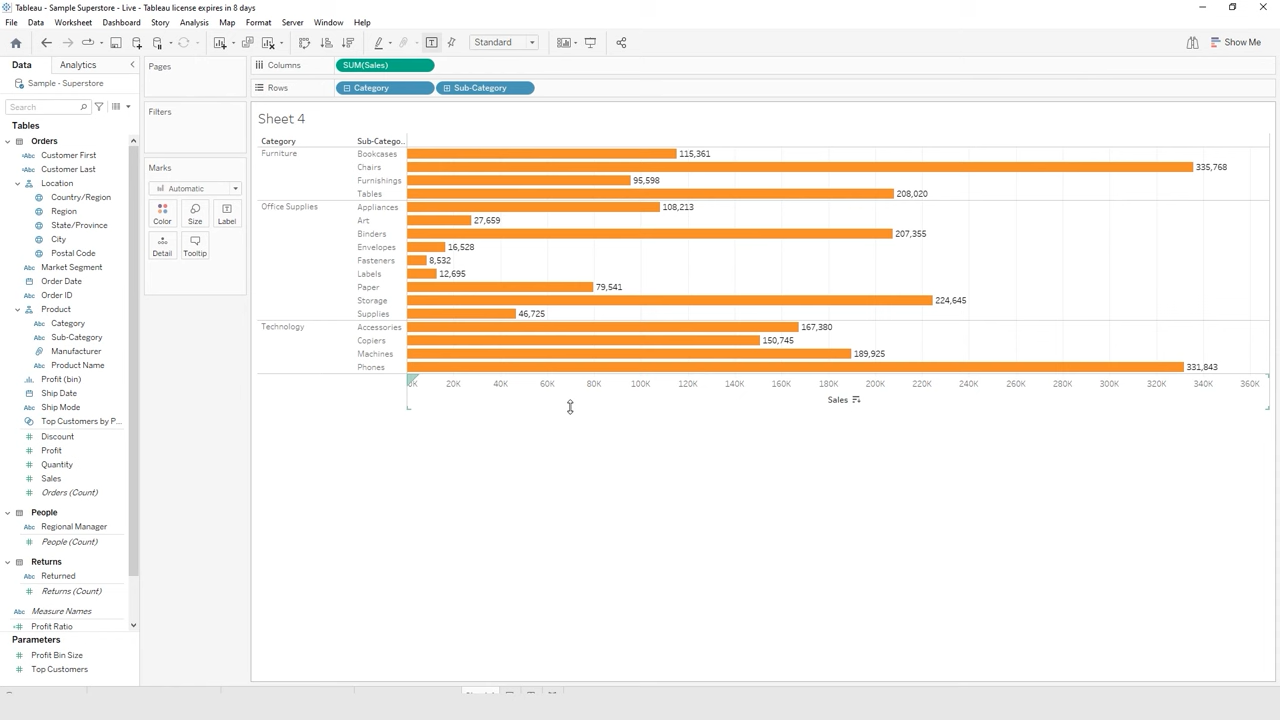 Tableau - Sample Superstore - Live - Tableau license expires in 8 days
File Data Worksheet Dashboard Story Analysis Map Format Server Window Help
Standard
Show Me
Data Analytics
Sample - Superstore
Search
Tables
Orders
Customer First
Customer Last
Location
Country/Region
Region
State/Province
City
Postal Code
Market Segment
Order Date
Order ID
Product
Category
Sub-Category
Manufacturer
Product Name
Profit (bin)
Ship Date
Ship Mode
Top Customers by P...
Discount
Profit
Quantity
Sales
Orders (Count)
People
Regional Manager
People (Count)
Returns
Returned
Returns (Count)
Measure Names
Profit Ratio
Parameters
Profit Bin Size
Top Customers
Pages
Filters
Marks
Automatic
Color Size Label
Detail Tooltip
Columns SUM(Sales)
Rows Category Sub-Category
Sheet 4
Category Sub-Catego..
Furniture Bookcases 115,361
Chairs 335,768
Furnishings 95,598
Tables 208,020
Office Supplies Appliances 108,213
Art 27,659
Binders 207,355
Envelopes 16,528
Fasteners 8,532
Labels 12,695
Paper 79,541
Storage 224,645
Supplies 46,725
Technology Accessories 167,380
Copiers 150,745
Machines 189,925
Phones 331,843
0K 20K 40K 60K 80K 100K 120K 140K 160K 180K 200K 220K 240K 260K 280K 300K 320K 340K 360K
Sales